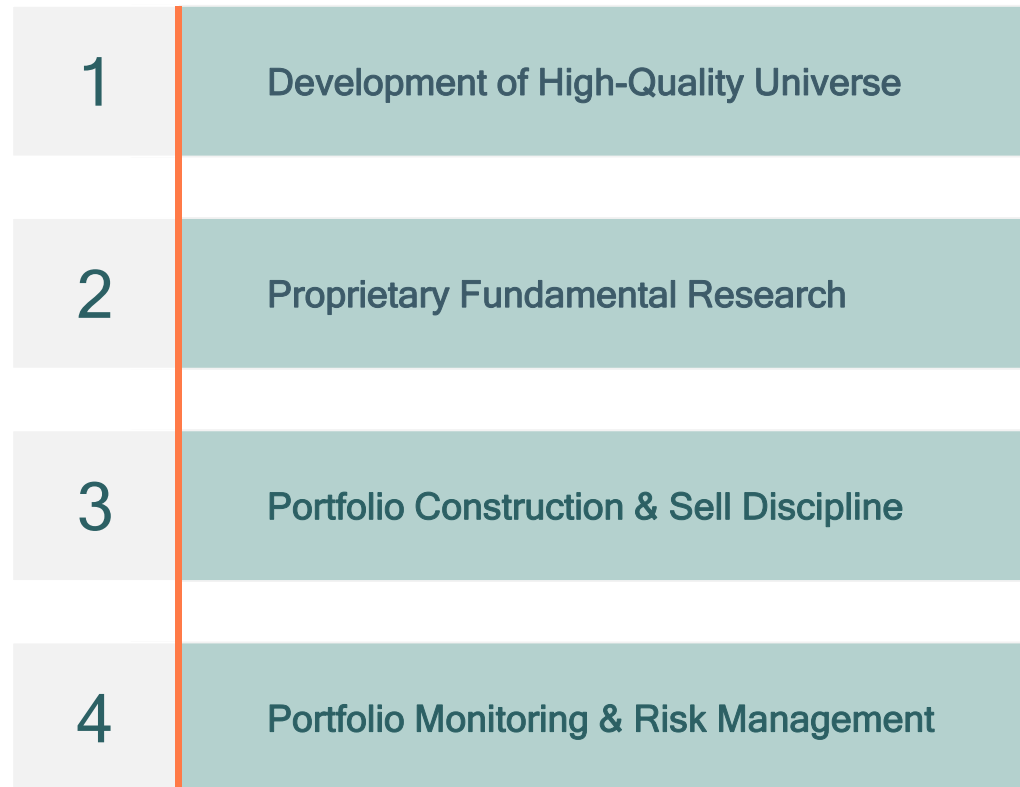 1
Development of High-Quality Universe
2
Proprietary Fundamental Research
3
Portfolio Construction & Sell Discipline
4
Portfolio Monitoring & Risk Management